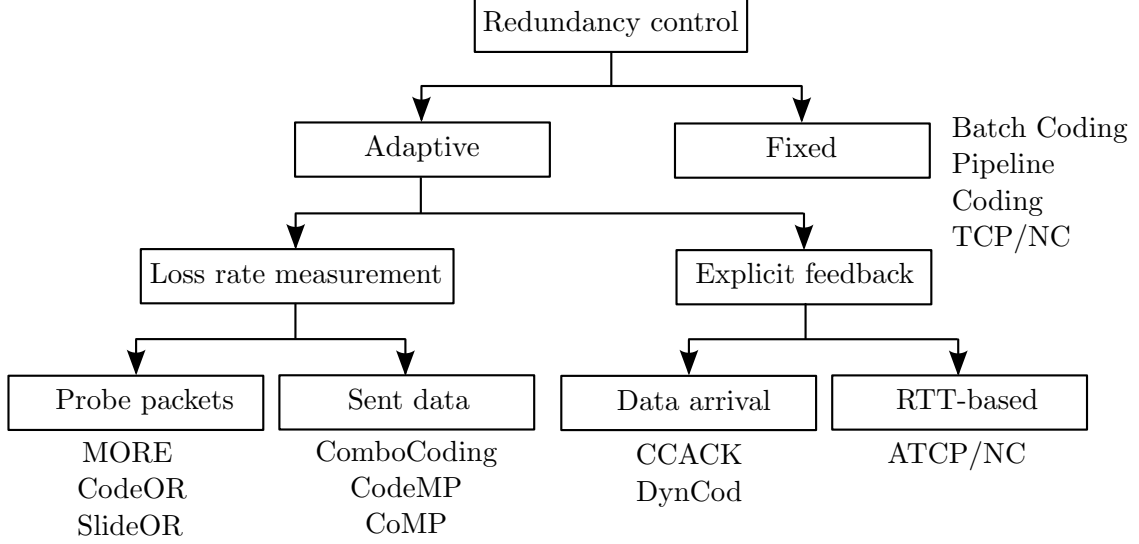 Redundancy control
Adaptive
Fixed
Batch Coding
Pipeline
Coding
TCP/NC
Loss rate measurement
Explicit feedback
Probe packets
Sent data
Data arrival
RTT-based
MORE
CodeOR
SlideOR
ComboCoding
CodeMP
CoMP
CCACK
DynCod
ATCP/NC